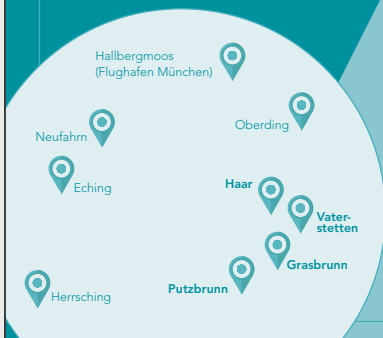 Hallbergmoos
(Flughafen München)
Oberding
Neufahrn
Eching
Haar
Vater-
stetten
Grasbrunn
Putzbrunn
Herrsching